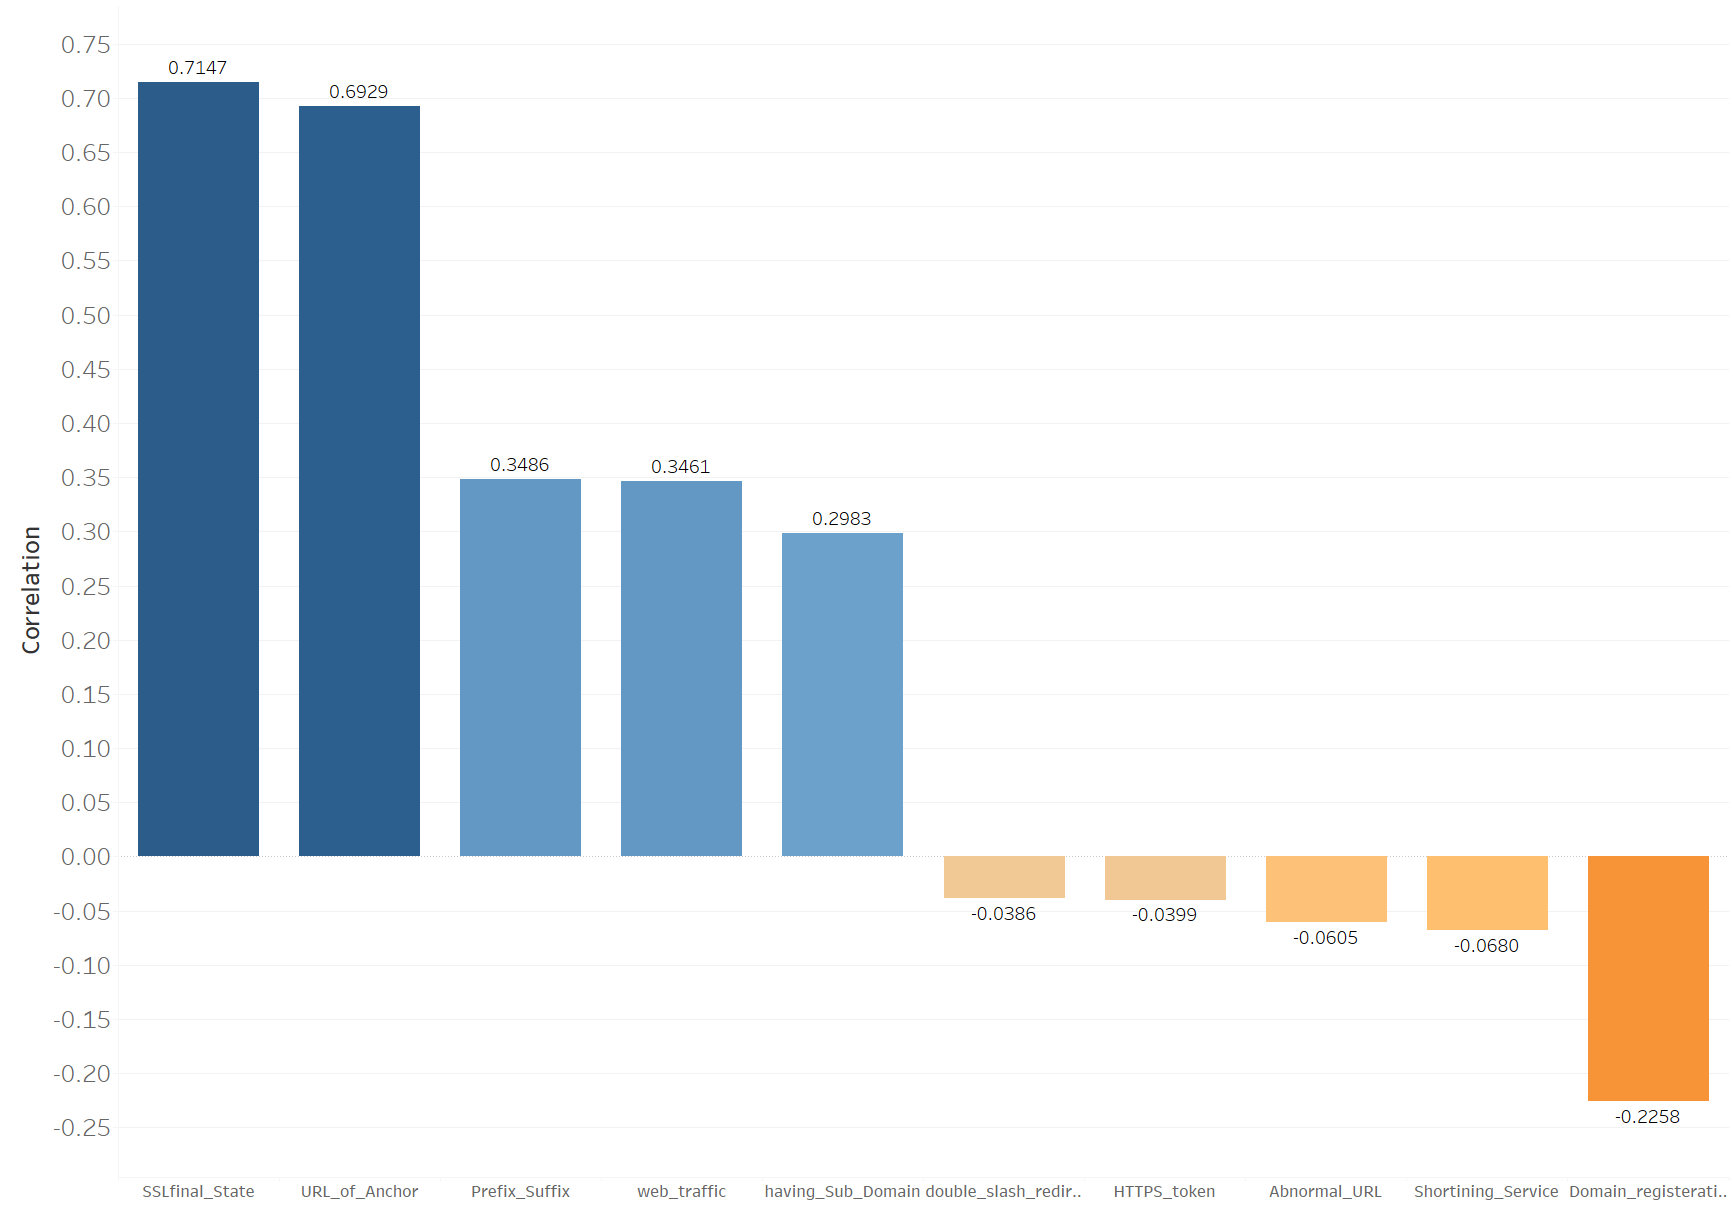 Correlation
0.75
0.70
0.65
0.60
0.55
0.50
0.45
0.40
0.35
0.30
0.25
0.20
0.15
0.10
0.05
0.00
-0.05
-0.10
-0.15
-0.20
-0.25
0.7147
0.6929
0.3486
0.3461
0.2983
-0.0386
-0.0399
-0.0605
-0.0680
-0.2258
SSLfinal_State
URL_of_Anchor
Prefix_Suffix
web_traffic
having_Sub_Domain
double_slash_redir..
HTTPS_token
Abnormal_URL
Shortining_Service
Domain_registerati..